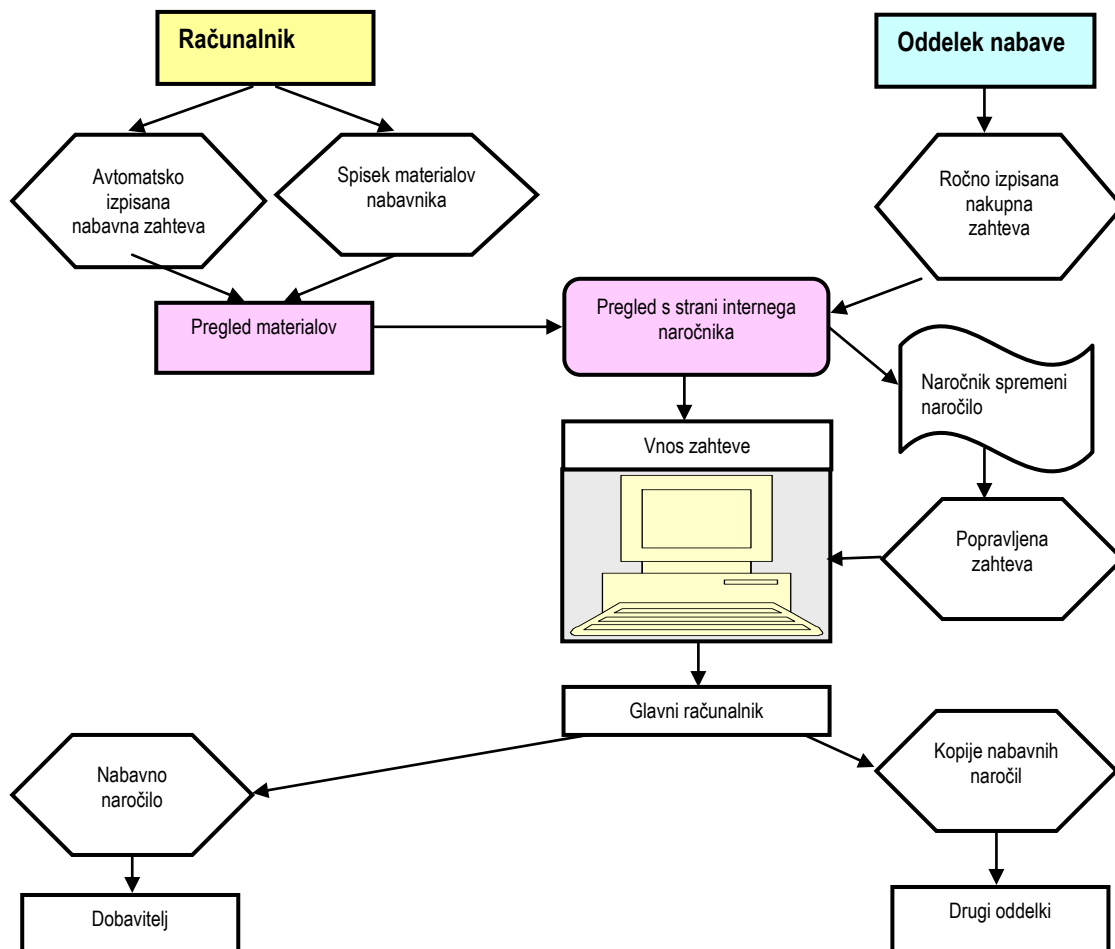 Računalnik
Oddelek nabave
Avtomatsko
izpisana
nabavna zahteva
Spisek materialov
nabavnika
Ročno izpisana
nakupna
zahteva
Pregled materialov
Pregled s strani internega
naročnika
Naročnik spremeni
naročilo
Vnos zahteve
Popravljena
zahteva
Glavni računalnik
Nabavno
naročilo
Kopije nabavnih
naročil
Dobavitelj
Drugi oddelki